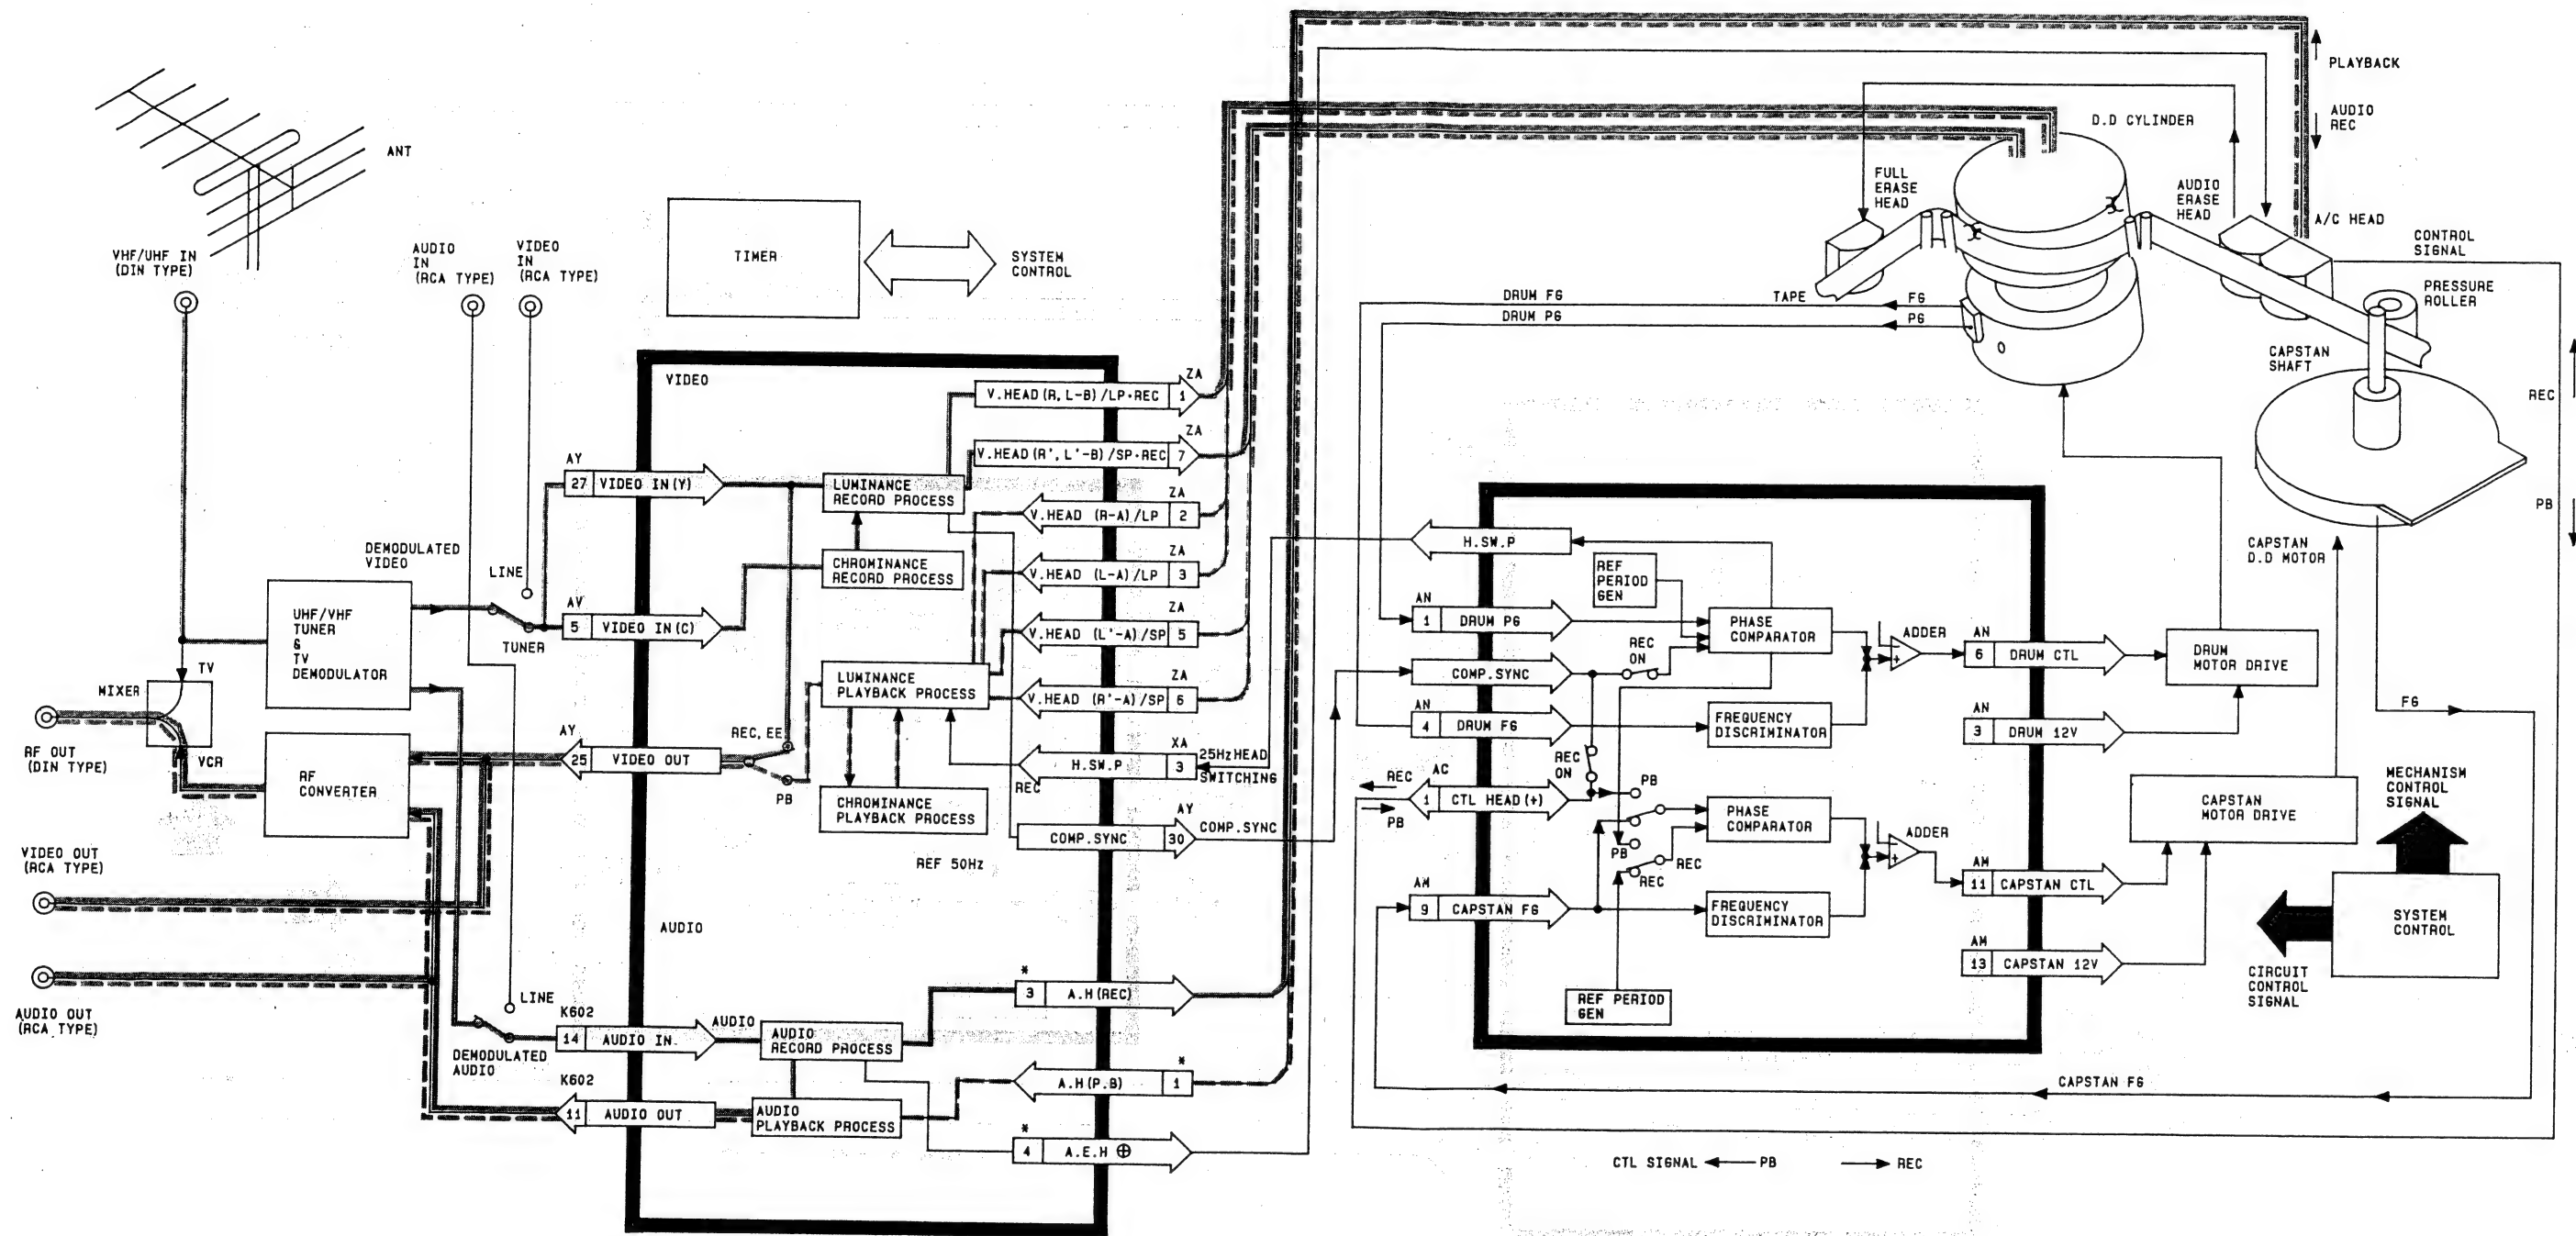 PLAYBACK
AUDIO
REC
D.D CYLINDER
ANT
FULL
ERASE
HEAD
AUDIO
ERASE
HEAD
A/C HEAD
CONTROL
SIGNAL
PRESSURE
ROLLER
VHF/UHF IN
(DIN TYPE)
AUDIO
IN
(RCA TYPE)
VIDEO
IN
(RCA TYPE)
TIMER
SYSTEM
CONTROL
DRUM FG
TAPE
FG
DRUM PG
PG
CAPSTAN
SHAFT
REC
PB
VIDEO
V.HEAD(R,L-B)/LP·REC 1
ZA
V.HEAD(R',L'-B)/SP·REC 7
ZA
AY
27 VIDEO IN(Y)
LUMINANCE
RECORD PROCESS
V.HEAD (R-A)/LP 2
ZA
CHROMINANCE
RECORD PROCESS
V.HEAD (L-A)/LP 3
ZA
DEMODULATED
VIDEO
LINE
TUNER
AV
5 VIDEO IN(C)
V.HEAD (L'-A)/SP 5
ZA
UHF/VHF
TUNER
&
TV
DEMODULATOR
LUMINANCE
PLAYBACK PROCESS
V.HEAD (R'-A)/SP 6
ZA
MIXER
TV
VCR
RF OUT
(DIN TYPE)
RF
CONVERTER
AY
25 VIDEO OUT
REC,EE
PB
H.SW.P 3
XA
REC
25Hz HEAD
SWITCHING
CHROMINANCE
PLAYBACK PROCESS
COMP.SYNC 30
AY
COMP.SYNC
REF 50Hz
VIDEO OUT
(RCA TYPE)
AUDIO OUT
(RCA TYPE)
AUDIO
LINE
DEMODULATED
AUDIO
K602
14 AUDIO IN.
AUDIO
AUDIO
RECORD PROCESS
*
3 A.H(REC)
K602
11 AUDIO OUT
AUDIO
PLAYBACK PROCESS
*
A.H(P.B) 1
*
4 A.E.H ⊕
H.SW.P
REF
PERIOD
GEN
AN
1 DRUM PG
PHASE
COMPARATOR
ADDER
AN
6 DRUM CTL
DRUM
MOTOR DRIVE
COMP.SYNC
REC
ON
AN
4 DRUM FG
FREQUENCY
DISCRIMINATOR
AN
3 DRUM 12V
REC
ON
REC
PB
AC
1 CTL HEAD(+)
PB
PHASE
COMPARATOR
ADDER
CAPSTAN
MOTOR DRIVE
PB
REC
REC
AM
11 CAPSTAN CTL
AM
9 CAPSTAN FG
FREQUENCY
DISCRIMINATOR
AM
13 CAPSTAN 12V
REF PERIOD
GEN
CAPSTAN
D.D MOTOR
FG
MECHANISM
CONTROL
SIGNAL
SYSTEM
CONTROL
CIRCUIT
CONTROL
SIGNAL
CAPSTAN FG
CTL SIGNAL ← PB → REC